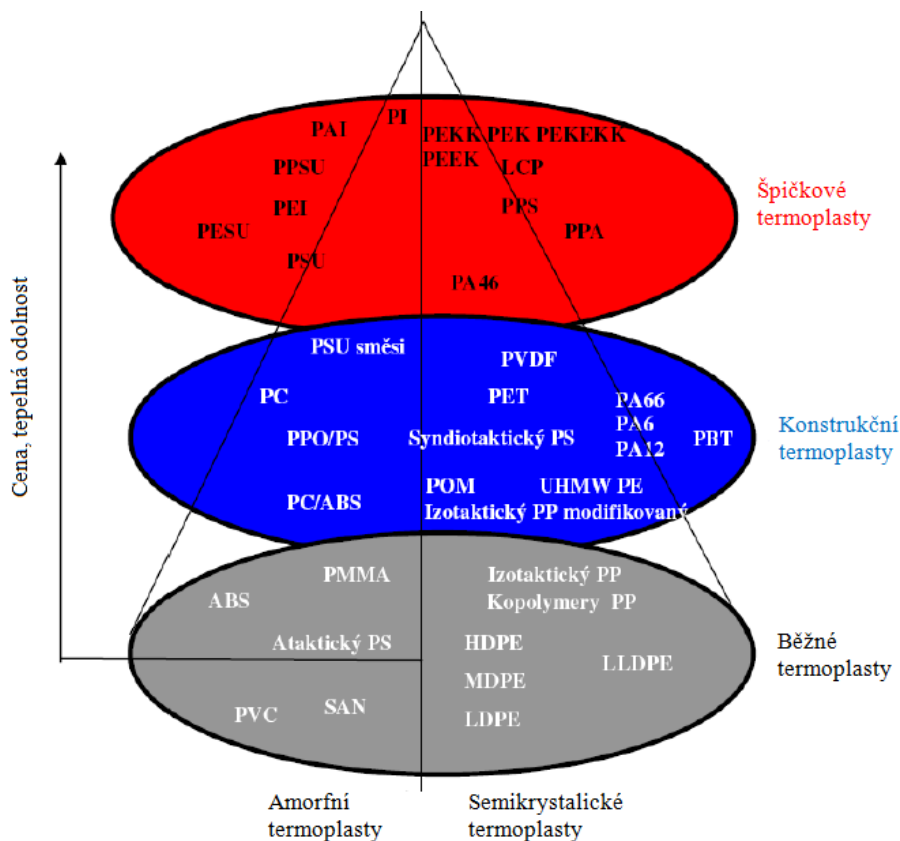 PI
PAI
PEKK PEK PEKEKK
PEEK
PPSU
LCP
PEI
PPS
PESU
PPA
PSU
PA46
Špičkové
termoplasty
Cena, tepelná odolnost
PSU směsi
PVDF
PC
PET
PA66
PA6
PA12
PPO/PS
Syndiotaktický PS
PBT
PC/ABS
POM
UHMW PE
Izotaktický PP modifikovaný
Konstrukční
termoplasty
PMMA
Izotaktický PP
ABS
Kopolymery PP
Ataktický PS
HDPE
LLDPE
MDPE
PVC
SAN
LDPE
Běžné
termoplasty
Amorfní
termoplasty
Semikrystalické
termoplasty